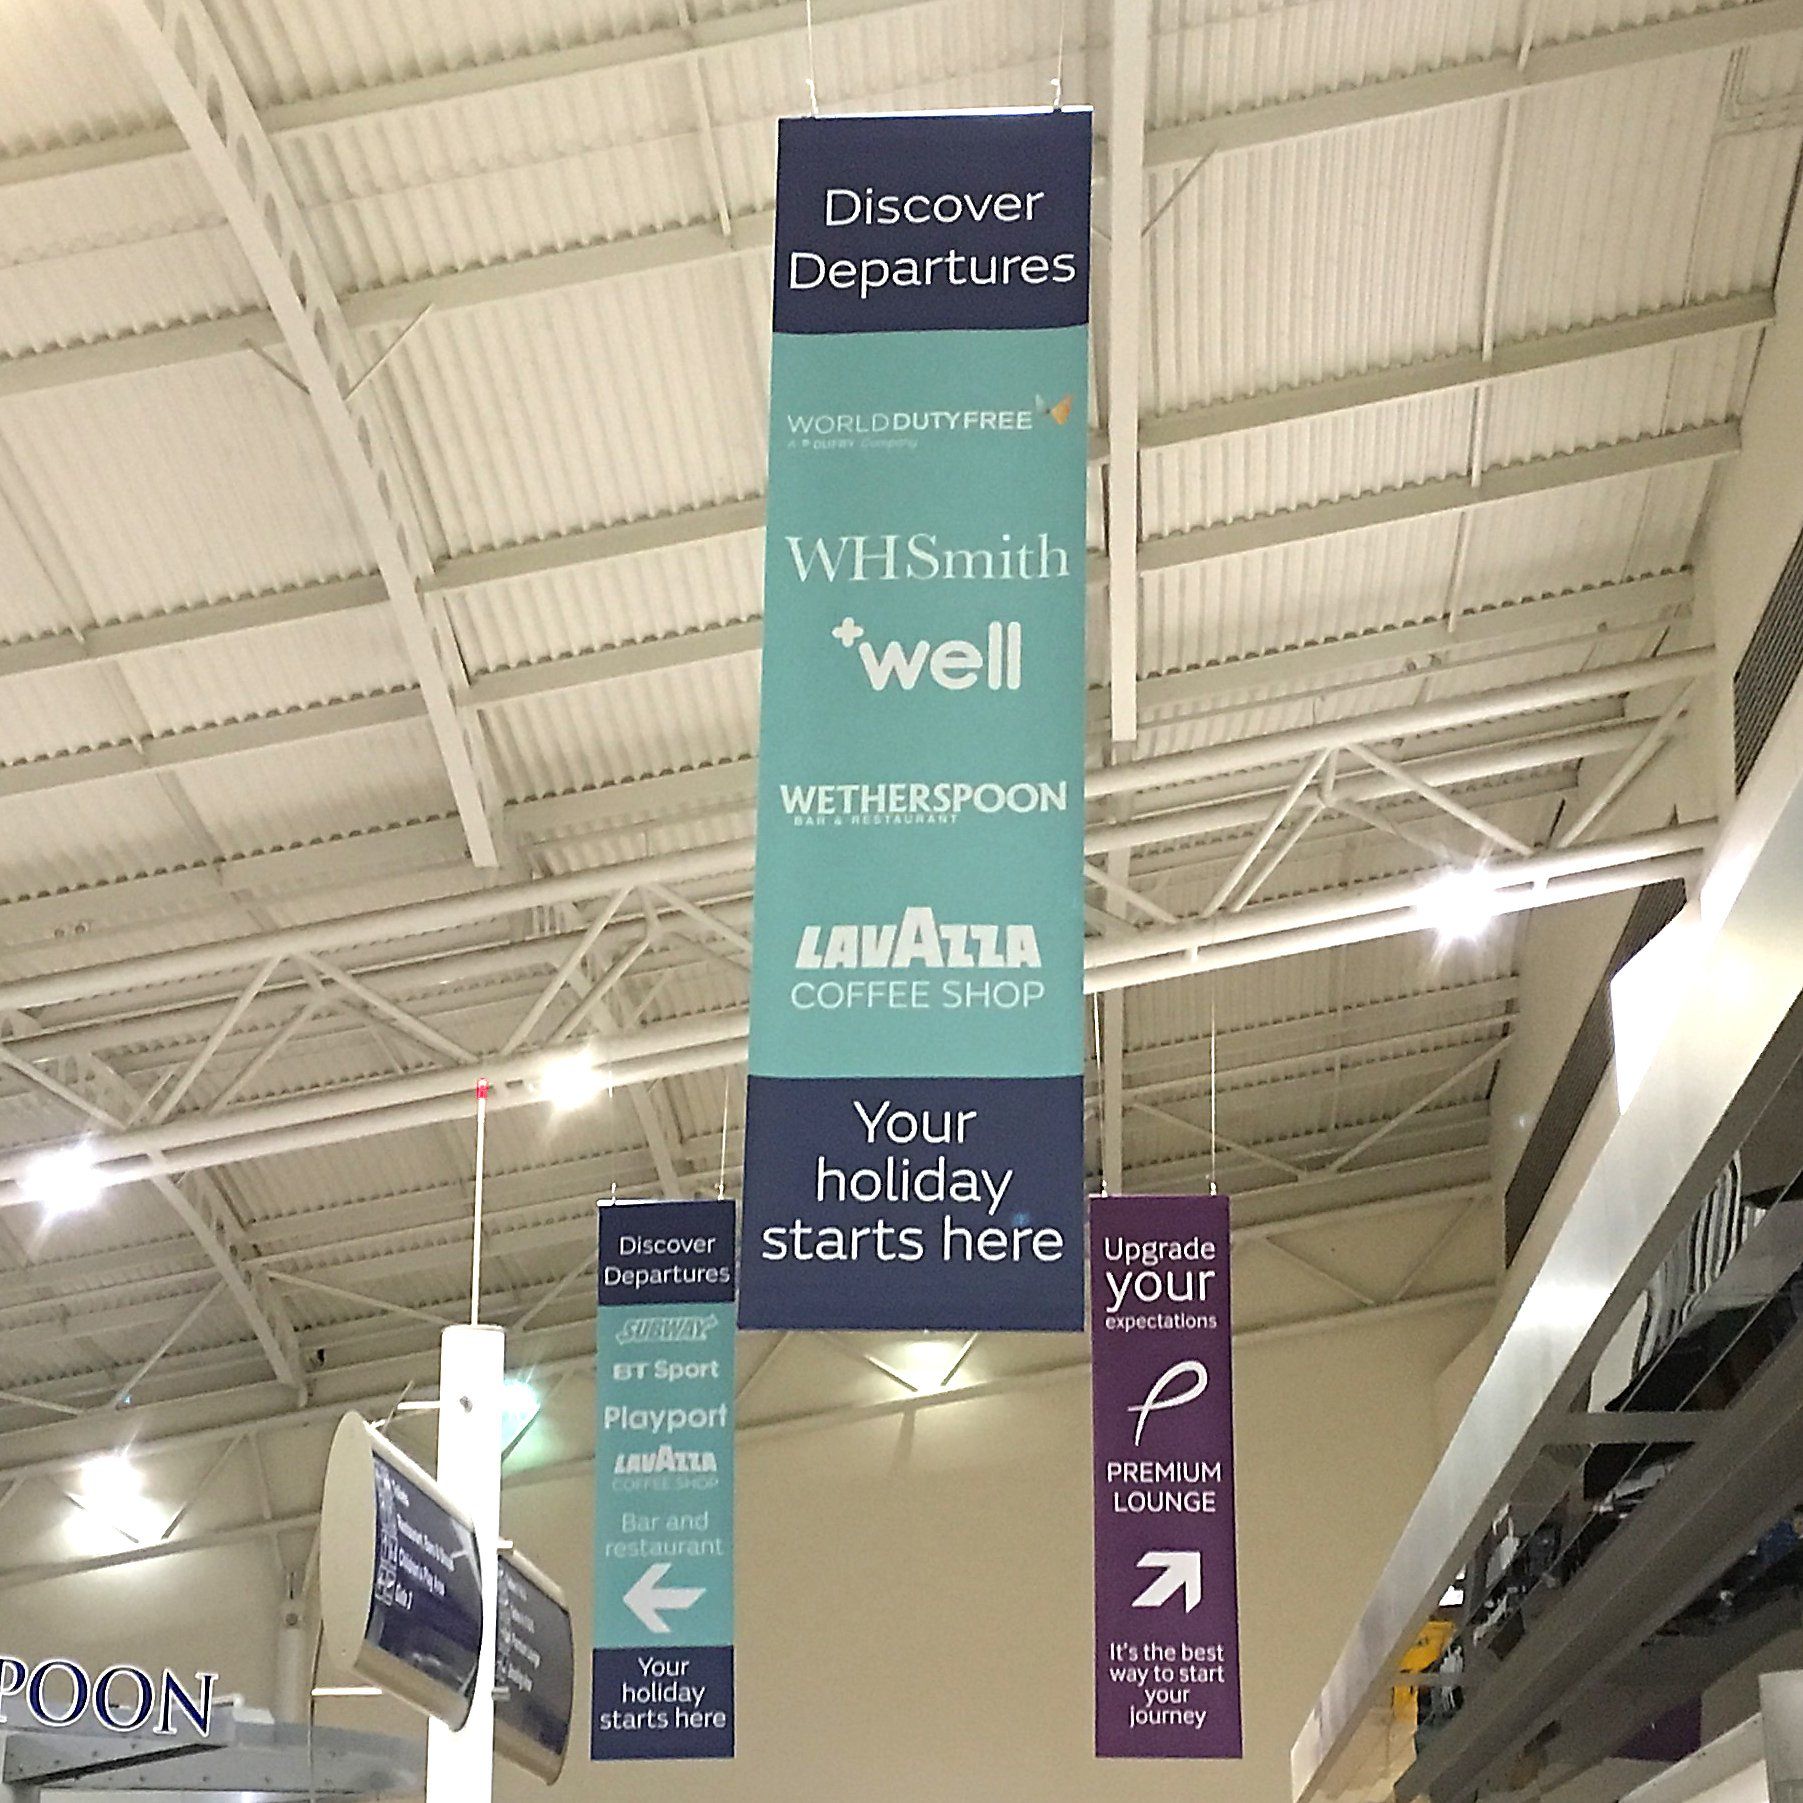 Discover
Departures
WORLDDUTYFREE
A DUFRY Company
WHSmith
+well
WETHERSPOON
BAR & RESTAURANT
LAVAZZA
COFFEE SHOP
Your
holiday
starts here
Discover
Departures
SUBWAY
BT Sport
Playport
LAVAZZA
COFFEE SHOP
Bar and
restaurant
Your
holiday
starts here
Upgrade
your
expectations
PREMIUM
LOUNGE
It's the best
way to start
your
journey
POON